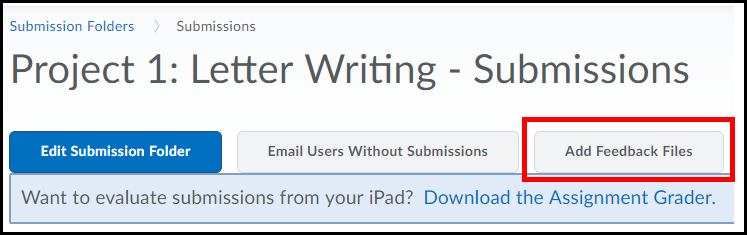 Submission Folders > Submissions
Project 1: Letter Writing - Submissions
Edit Submission Folder Email Users Without Submissions Add Feedback Files
Want to evaluate submissions from your iPad? Download the Assignment Grader.